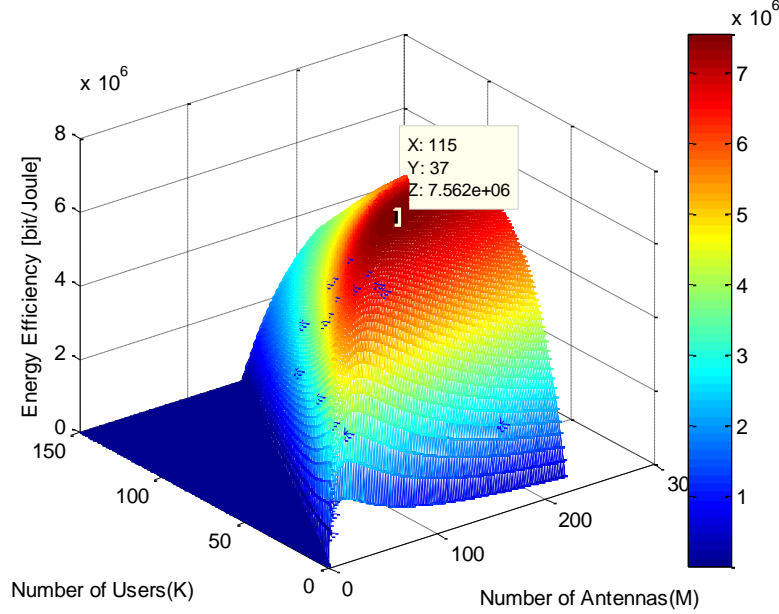 x 10^6
x 10^6
8
6
4
2
0
Energy Efficiency [bit/Joule]
X: 115
Y: 37
Z: 7.562e+06
7
6
5
4
3
2
1
150
100
50
0
0
100
200
30
Number of Users(K)
Number of Antennas(M)